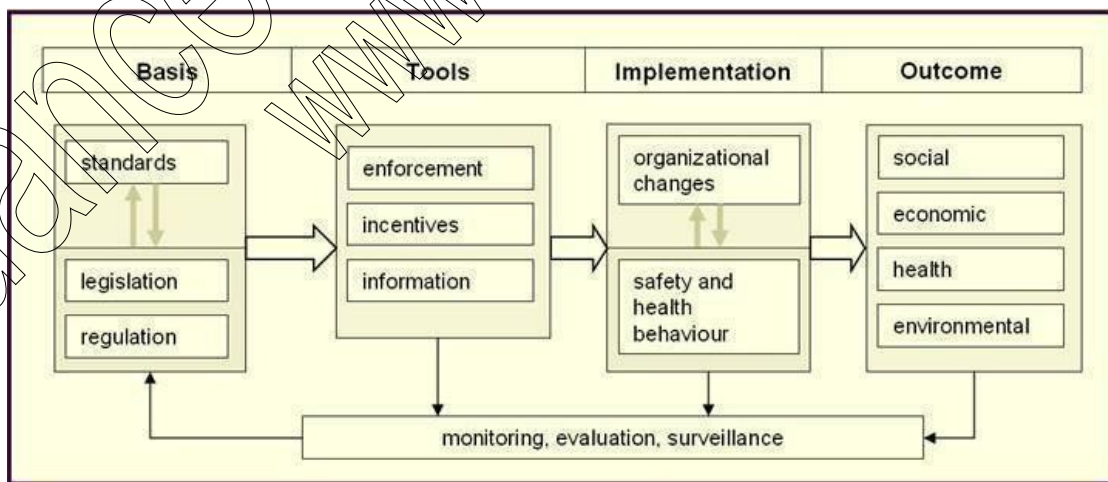 Basis Tools Implementation Outcome
standards
legislation
regulation
enforcement
incentives
information
organizational
changes
safety and
health
behaviour
social
economic
health
environmental
monitoring, evaluation, surveillance
www